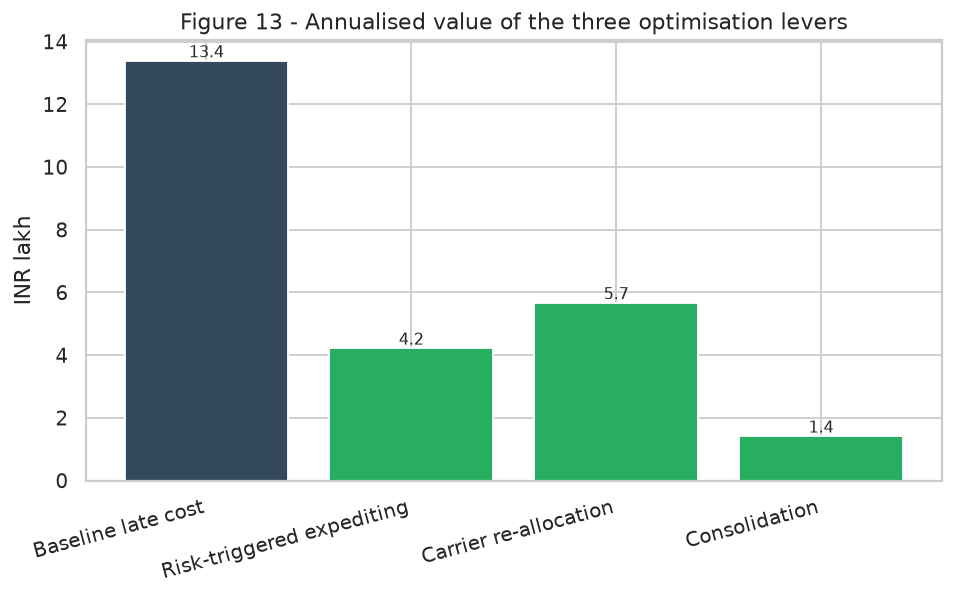 Figure 13 - Annualised value of the three optimisation levers
INR lakh
14
12
10
8
6
4
2
0
13.4
4.2
5.7
1.4
Baseline late cost
Risk-triggered expediting
Carrier re-allocation
Consolidation